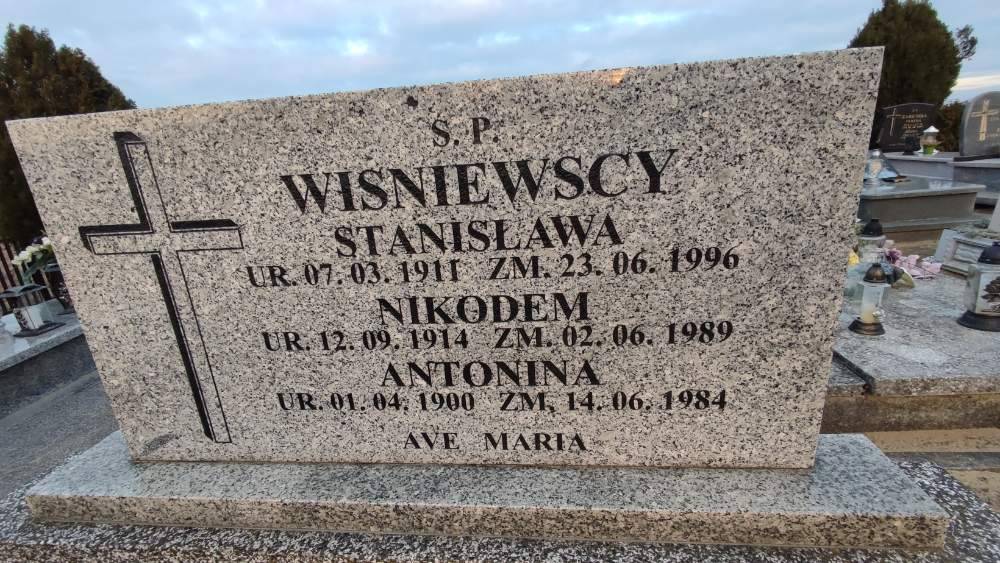 S. P.
WISNIEWSCY
STANISŁAWA
UR. 07. 03. 1911 ZM. 23. 06. 1996
NIKODEM
UR. 12. 09. 1914 ZM. 02. 06. 1989
ANTONINA
UR. 01. 04. 1900 ZM, 14. 06. 1984
AVE MARIA